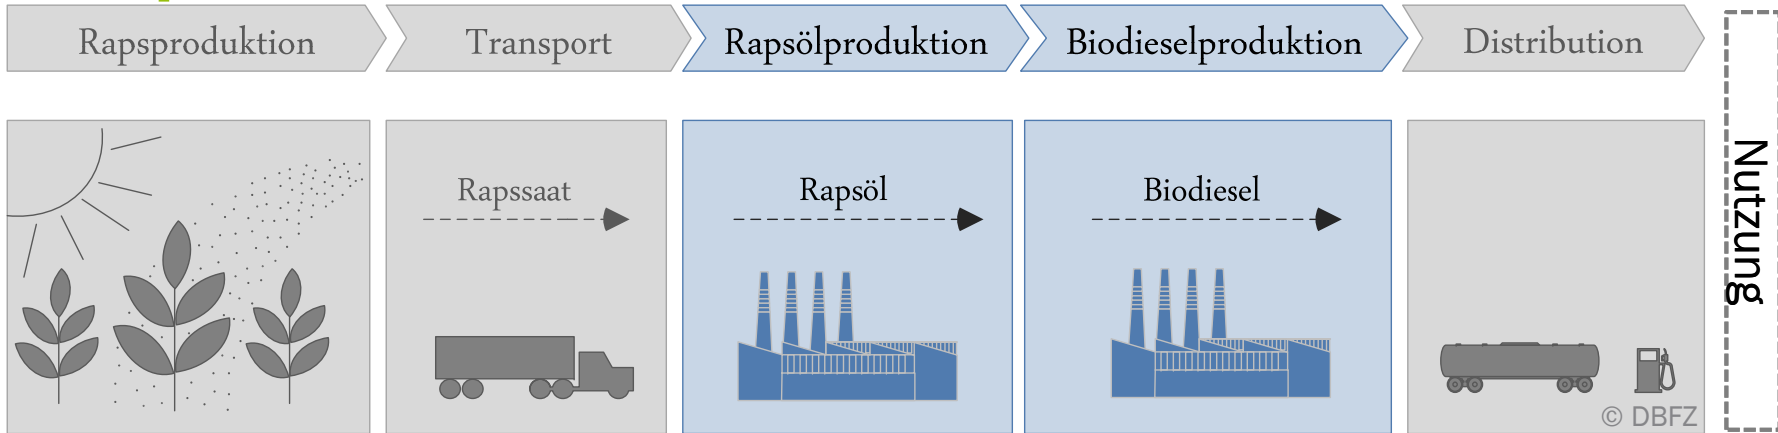 Rapsproduktion
Transport
Rapsölproduktion
Biodieselproduktion
Distribution
Rapssaat
Rapsöl
Biodiesel
Nutzung
© DBFZ